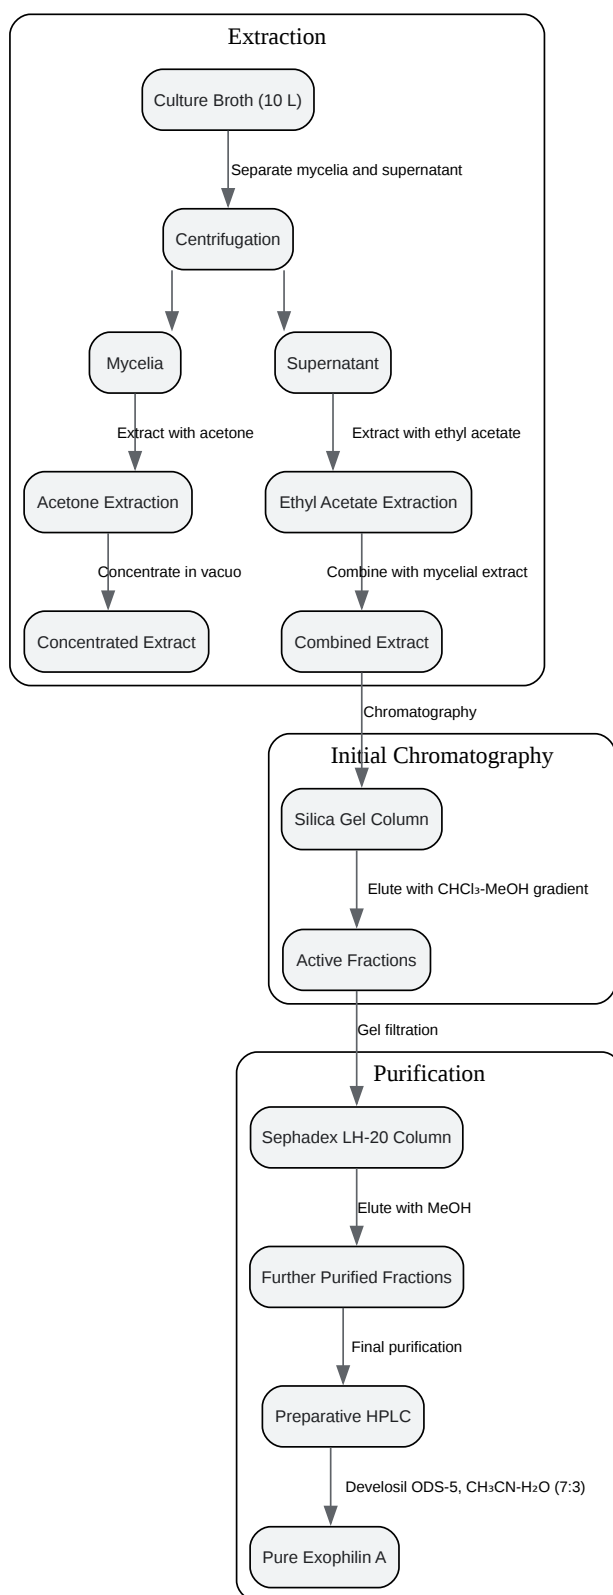 Extraction
Culture Broth (10 L)
Separate mycelia and supernatant
Centrifugation
Mycelia
Supernatant
Extract with acetone
Extract with ethyl acetate
Acetone Extraction
Ethyl Acetate Extraction
Concentrate in vacuo
Combine with mycelial extract
Concentrated Extract
Combined Extract
Chromatography
Initial Chromatography
Silica Gel Column
Elute with CHCl₃-MeOH gradient
Active Fractions
Gel filtration
Purification
Sephadex LH-20 Column
Elute with MeOH
Further Purified Fractions
Final purification
Preparative HPLC
Develosil ODS-5, CH₃CN-H₂O (7:3)
Pure Exophilin A